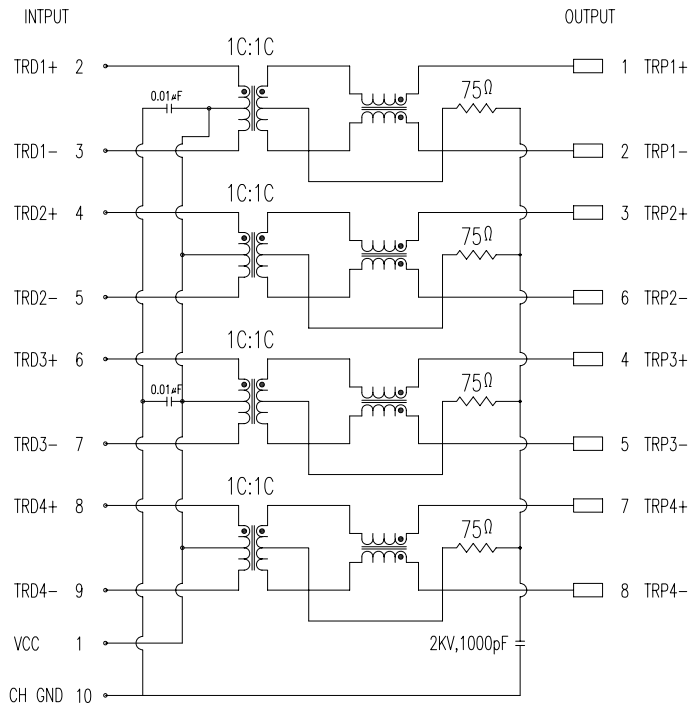 INTPUT OUTPUT
1C:1C
TRD1+ 2 1 TRP1+
75Ω
0.01µF
TRD1- 3 2 TRP1-
1C:1C
TRD2+ 4 3 TRP2+
75Ω
TRD2- 5 6 TRP2-
1C:1C
TRD3+ 6 4 TRP3+
75Ω
0.01µF
TRD3- 7 5 TRP3-
1C:1C
TRD4+ 8 7 TRP4+
75Ω
TRD4- 9 8 TRP4-
VCC 1 2KV,1000pF
CH GND 10